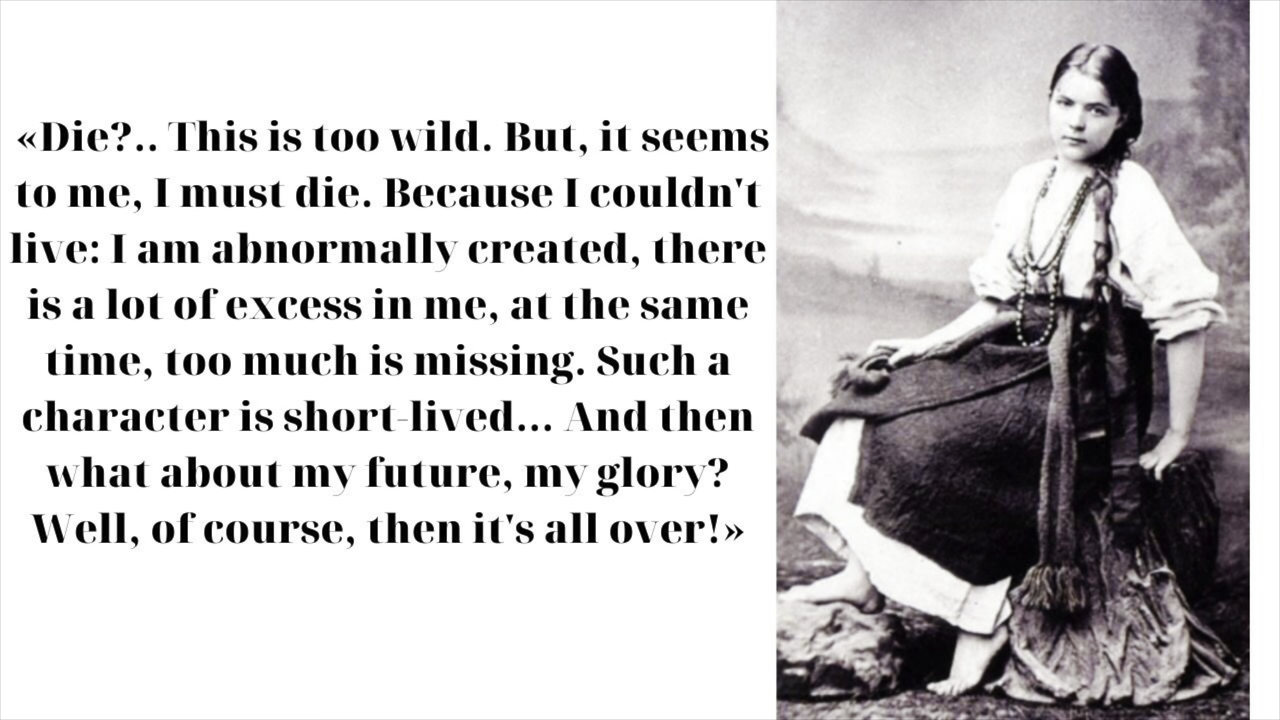 «Die?.. This is too wild. But, it seems
to me, I must die. Because I couldn't
live: I am abnormally created, there
is a lot of excess in me, at the same
time, too much is missing. Such a
character is short-lived... And then
what about my future, my glory?
Well, of course, then it's all over!»